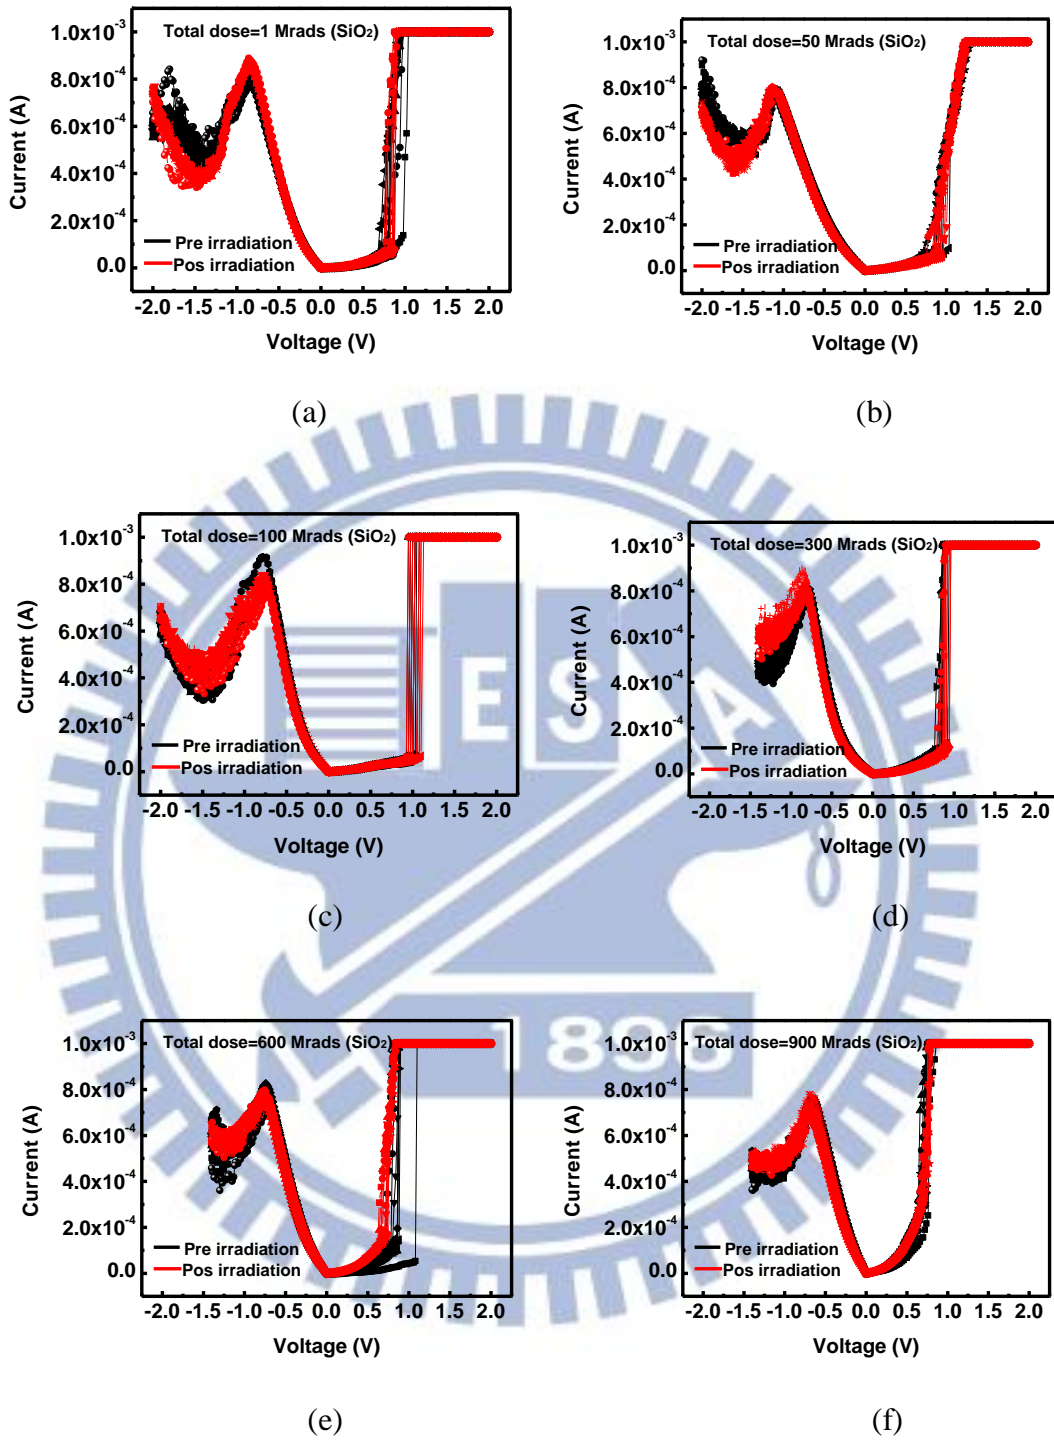 Total dose=1 Mrads (SiO2)
1.0x10-3
8.0x10-4
6.0x10-4
4.0x10-4
2.0x10-4
0.0
Current (A)
Pre irradiation
Pos irradiation
-2.0 -1.5 -1.0 -0.5 0.0 0.5 1.0 1.5 2.0
Voltage (V)
(a)
Total dose=50 Mrads (SiO2)
1.0x10-3
8.0x10-4
6.0x10-4
4.0x10-4
2.0x10-4
0.0
Current (A)
Pre irradiation
Pos irradiation
-2.0 -1.5 -1.0 -0.5 0.0 0.5 1.0 1.5 2.0
Voltage (V)
(b)
Total dose=100 Mrads (SiO2)
1.0x10-3
8.0x10-4
6.0x10-4
4.0x10-4
2.0x10-4
0.0
Current (A)
Pre irradiation
Pos irradiation
-2.0 -1.5 -1.0 -0.5 0.0 0.5 1.0 1.5 2.0
Voltage (V)
(c)
Total dose=300 Mrads (SiO2)
1.0x10-3
8.0x10-4
6.0x10-4
4.0x10-4
2.0x10-4
0.0
Current (A)
Pre irradiation
Pos irradiation
-2.0 -1.5 -1.0 -0.5 0.0 0.5 1.0 1.5 2.0
Voltage (V)
(d)
E S A
1896
Total dose=600 Mrads (SiO2)
1.0x10-3
8.0x10-4
6.0x10-4
4.0x10-4
2.0x10-4
0.0
Current (A)
Pre irradiation
Pos irradiation
-2.0 -1.5 -1.0 -0.5 0.0 0.5 1.0 1.5 2.0
Voltage (V)
(e)
Total dose=900 Mrads (SiO2)
1.0x10-3
8.0x10-4
6.0x10-4
4.0x10-4
2.0x10-4
0.0
Current (A)
Pre irradiation
Pos irradiation
-2.0 -1.5 -1.0 -0.5 0.0 0.5 1.0 1.5 2.0
Voltage (V)
(f)